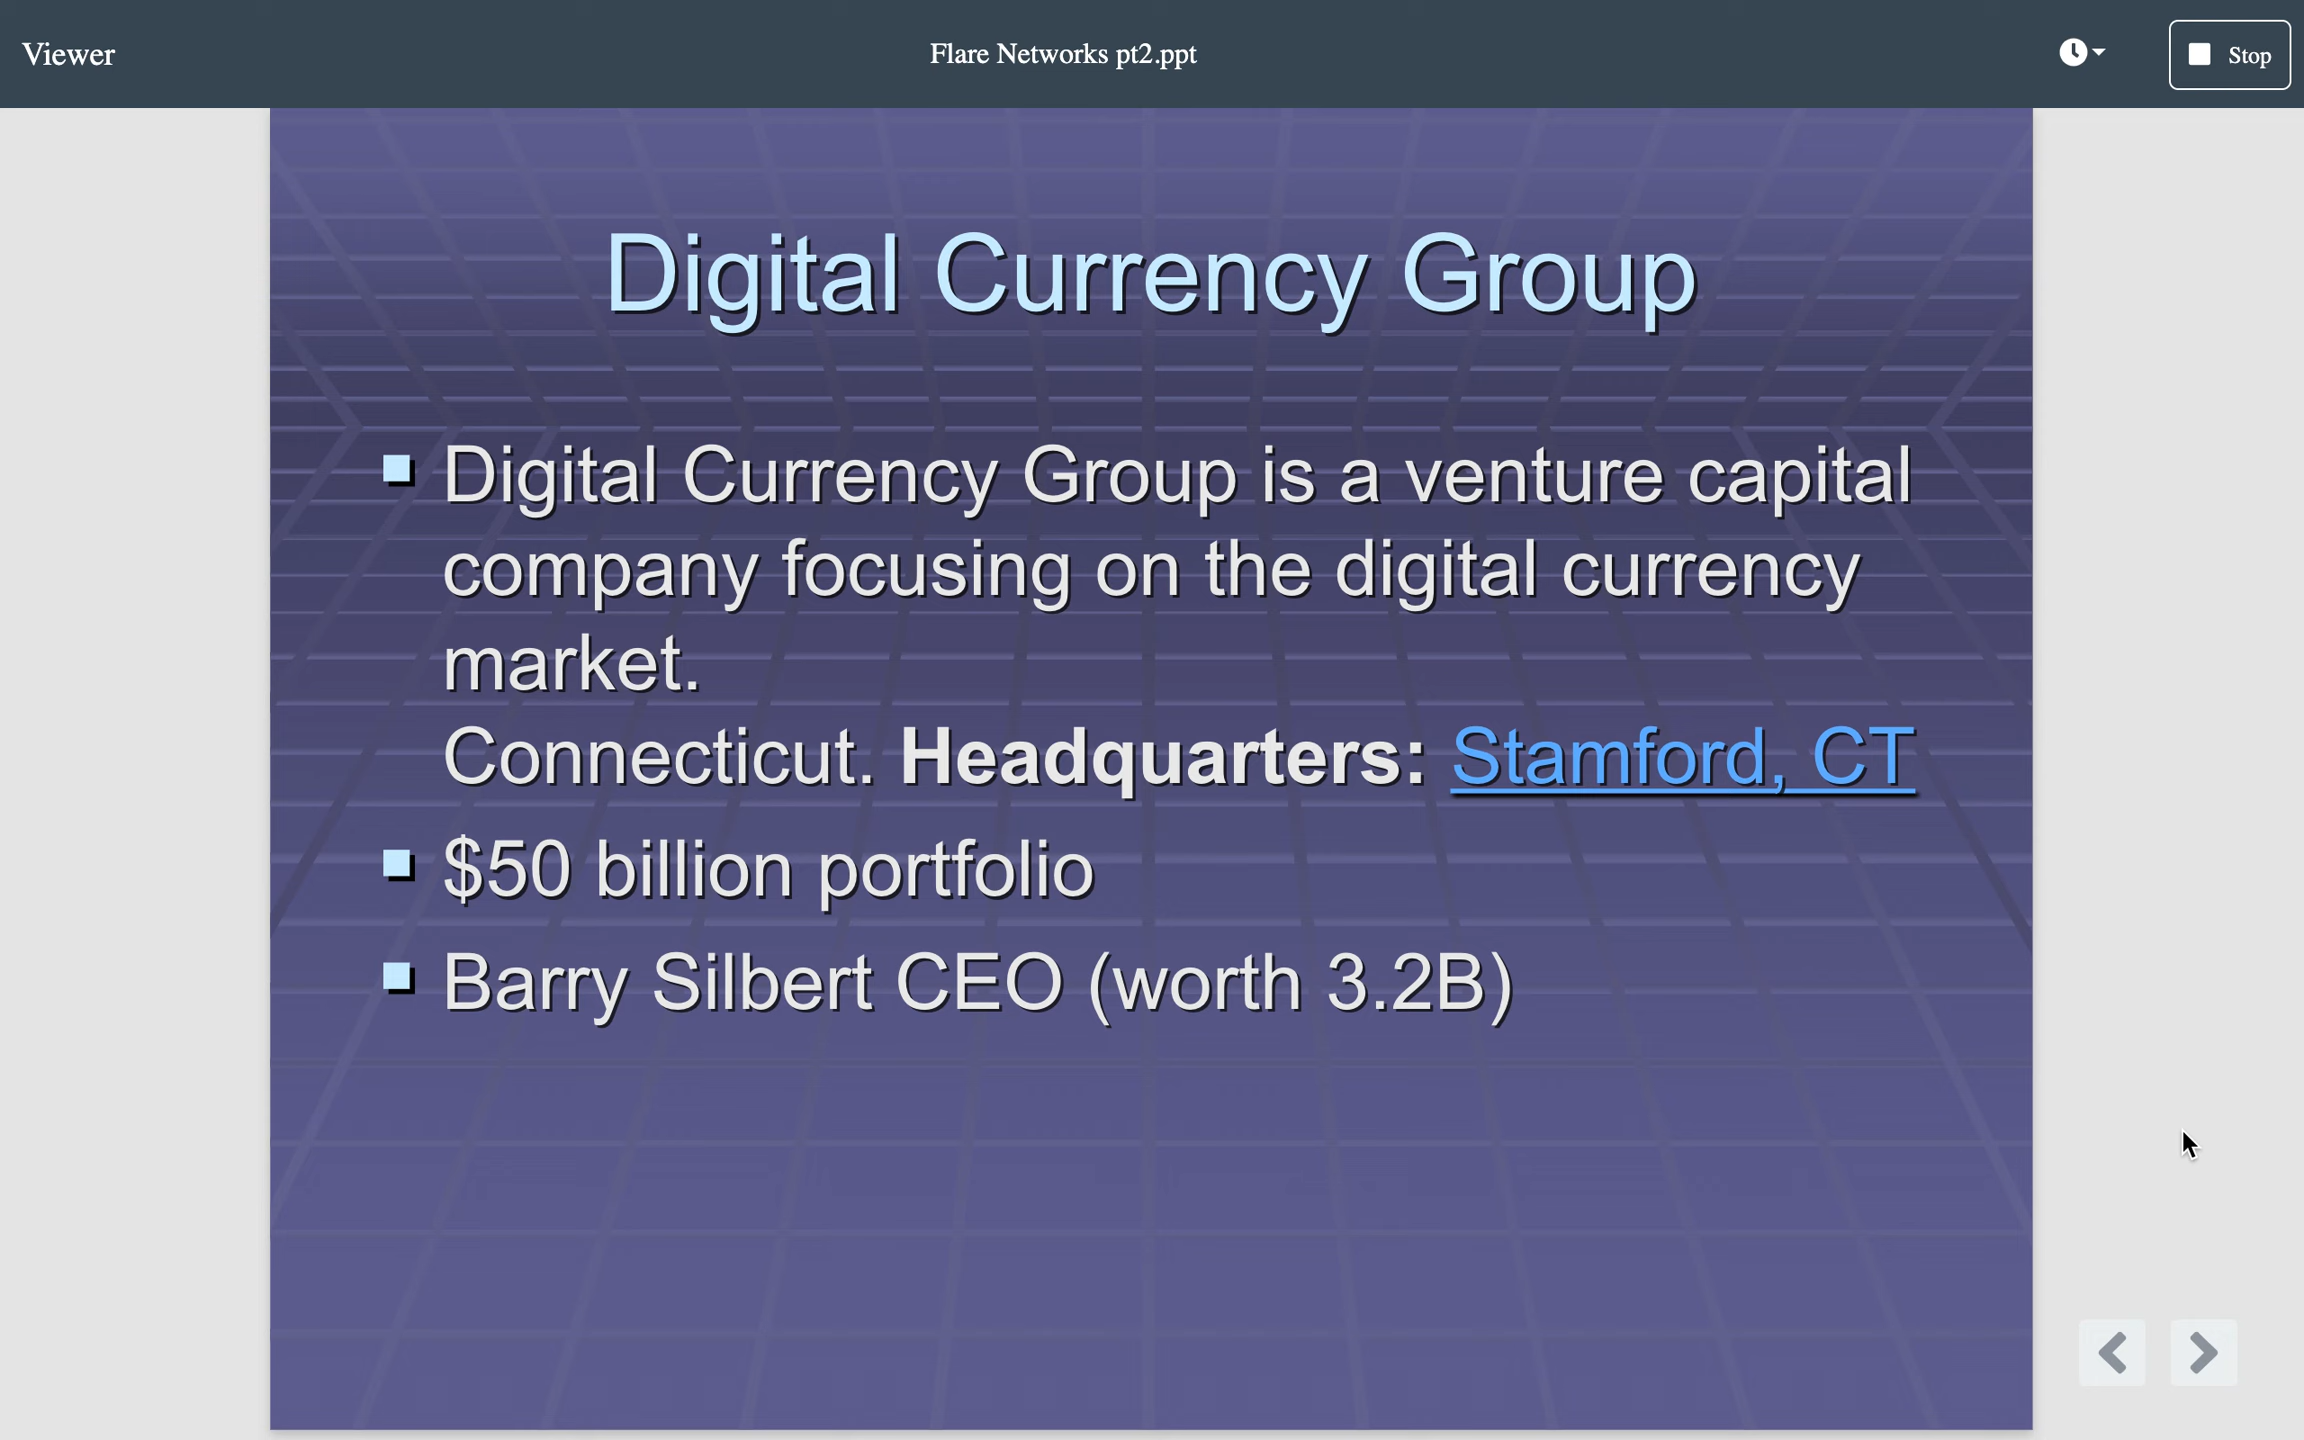 Viewer
Flare Networks pt2.ppt
Stop
Digital Currency Group
Digital Currency Group is a venture capital
company focusing on the digital currency
market.
Connecticut. Headquarters: Stamford, CT
$50 billion portfolio
Barry Silbert CEO (worth 3.2B)